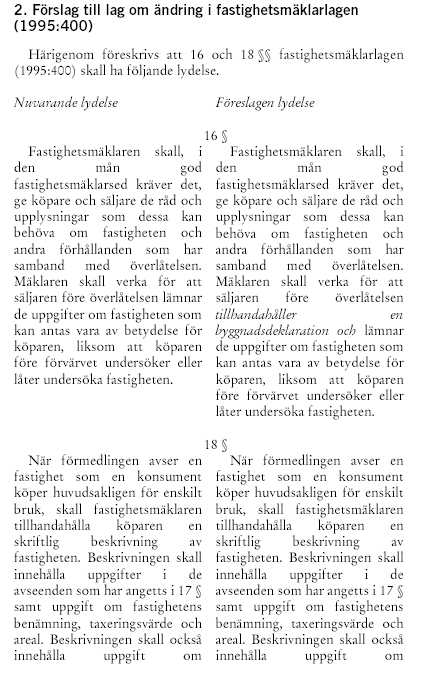 2. Förslag till lag om ändring i fastighetsmäklarlagen
(1995:400)
Härigenom föreskrivs att 16 och 18 §§ fastighetsmäklarlagen
(1995:400) skall ha följande lydelse.
Nuvarande lydelse
Föreslagen lydelse
16 §
Fastighetsmäklaren skall, i
den mån god
fastighetsmäklarsed kräver det,
ge köpare och säljare de råd och
upplysningar som dessa kan
behöva om fastigheten och
andra förhållanden som har
samband med överlåtelsen.
Mäklaren skall verka för att
säljaren före överlåtelsen lämnar
de uppgifter om fastigheten som
kan antas vara av betydelse för
köparen, liksom att köparen
före förvärvet undersöker eller
låter undersöka fastigheten.
Fastighetsmäklaren skall, i
den mån god
fastighetsmäklarsed kräver det,
ge köpare och säljare de råd och
upplysningar som dessa kan
behöva om fastigheten och
andra förhållanden som har
samband med överlåtelsen.
Mäklaren skall verka för att
säljaren före överlåtelsen
tillhandahåller en
byggnadsdeklaration och lämnar
de uppgifter om fastigheten som
kan antas vara av betydelse för
köparen, liksom att köparen
före förvärvet undersöker eller
låter undersöka fastigheten.
18 §
När förmedlingen avser en
fastighet som en konsument
köper huvudsakligen för enskilt
bruk, skall fastighetsmäklaren
tillhandahålla köparen en
skriftlig beskrivning av
fastigheten. Beskrivningen skall
innehålla uppgifter i de
avseenden som har angetts i 17 §
samt uppgift om fastighetens
benämning, taxeringsvärde och
areal. Beskrivningen skall också
innehålla uppgift om
När förmedlingen avser en
fastighet som en konsument
köper huvudsakligen för enskilt
bruk, skall fastighetsmäklaren
tillhandahålla köparen en
skriftlig beskrivning av
fastigheten. Beskrivningen skall
innehålla uppgifter i de
avseenden som har angetts i 17 §
samt uppgift om fastighetens
benämning, taxeringsvärde och
areal. Beskrivningen skall också
innehålla uppgift om